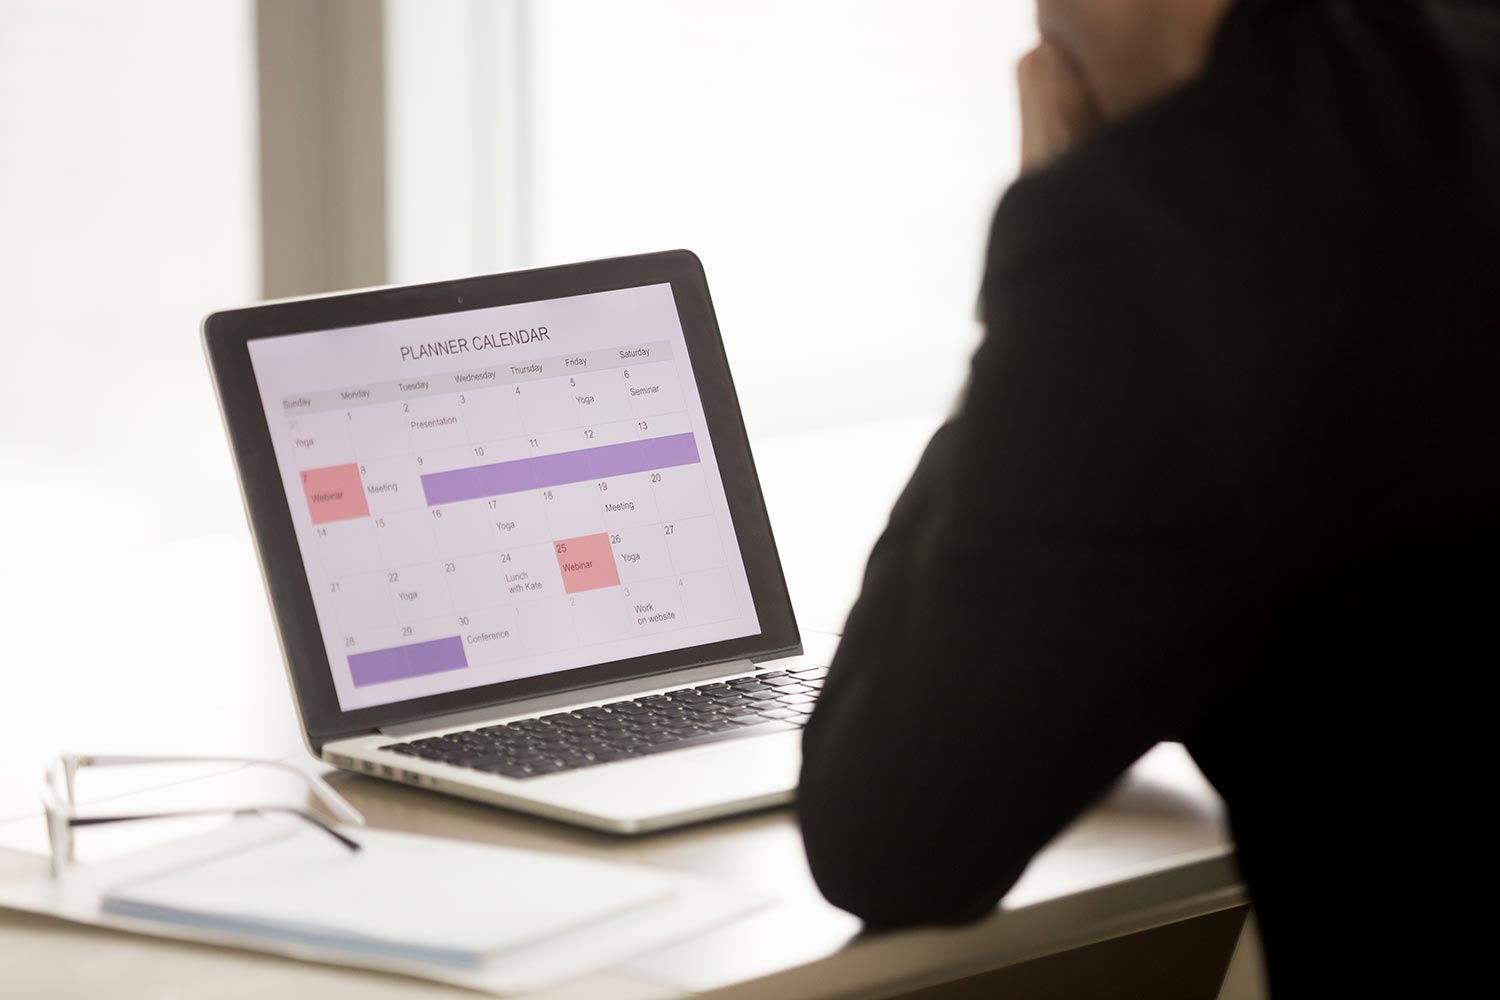 PLANNER CALENDAR
Sunday Monday Tuesday Wednesday Thursday Friday Saturday
31 1 2 3 4 5 6
Yoga Presentation Yoga Seminar
7 8 9 10 11 12 13
Webinar Meeting
14 15 16 17 18 19 20
Yoga Meeting
21 22 23 24 25 26 27
Yoga Lunch Webinar Yoga
with Kate
28 29 30 1 2 3 4
Conference Work
on website